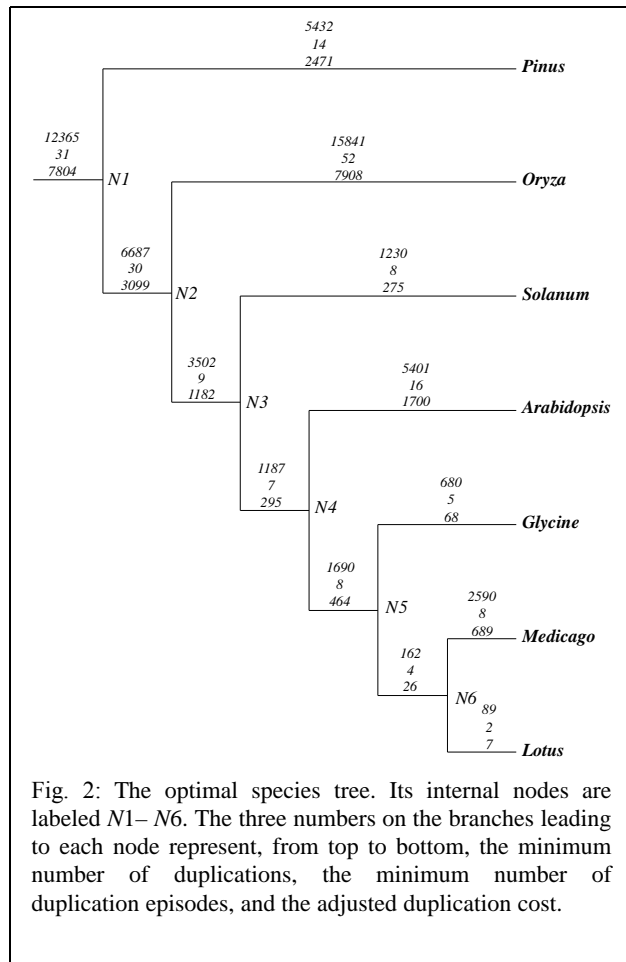 5432
14
2471
Pinus
12365
31
7804
N1
15841
52
7908
Oryza
6687
30
3099
N2
1230
8
275
Solanum
3502
9
1182
N3
5401
16
1700
Arabidopsis
1187
7
295
N4
680
5
68
Glycine
1690
8
464
N5
2590
8
689
Medicago
162
4
26
N6
89
2
7
Lotus
Fig. 2: The optimal species tree. Its internal nodes are
labeled N1– N6. The three numbers on the branches leading
to each node represent, from top to bottom, the minimum
number of duplications, the minimum number of
duplication episodes, and the adjusted duplication cost.